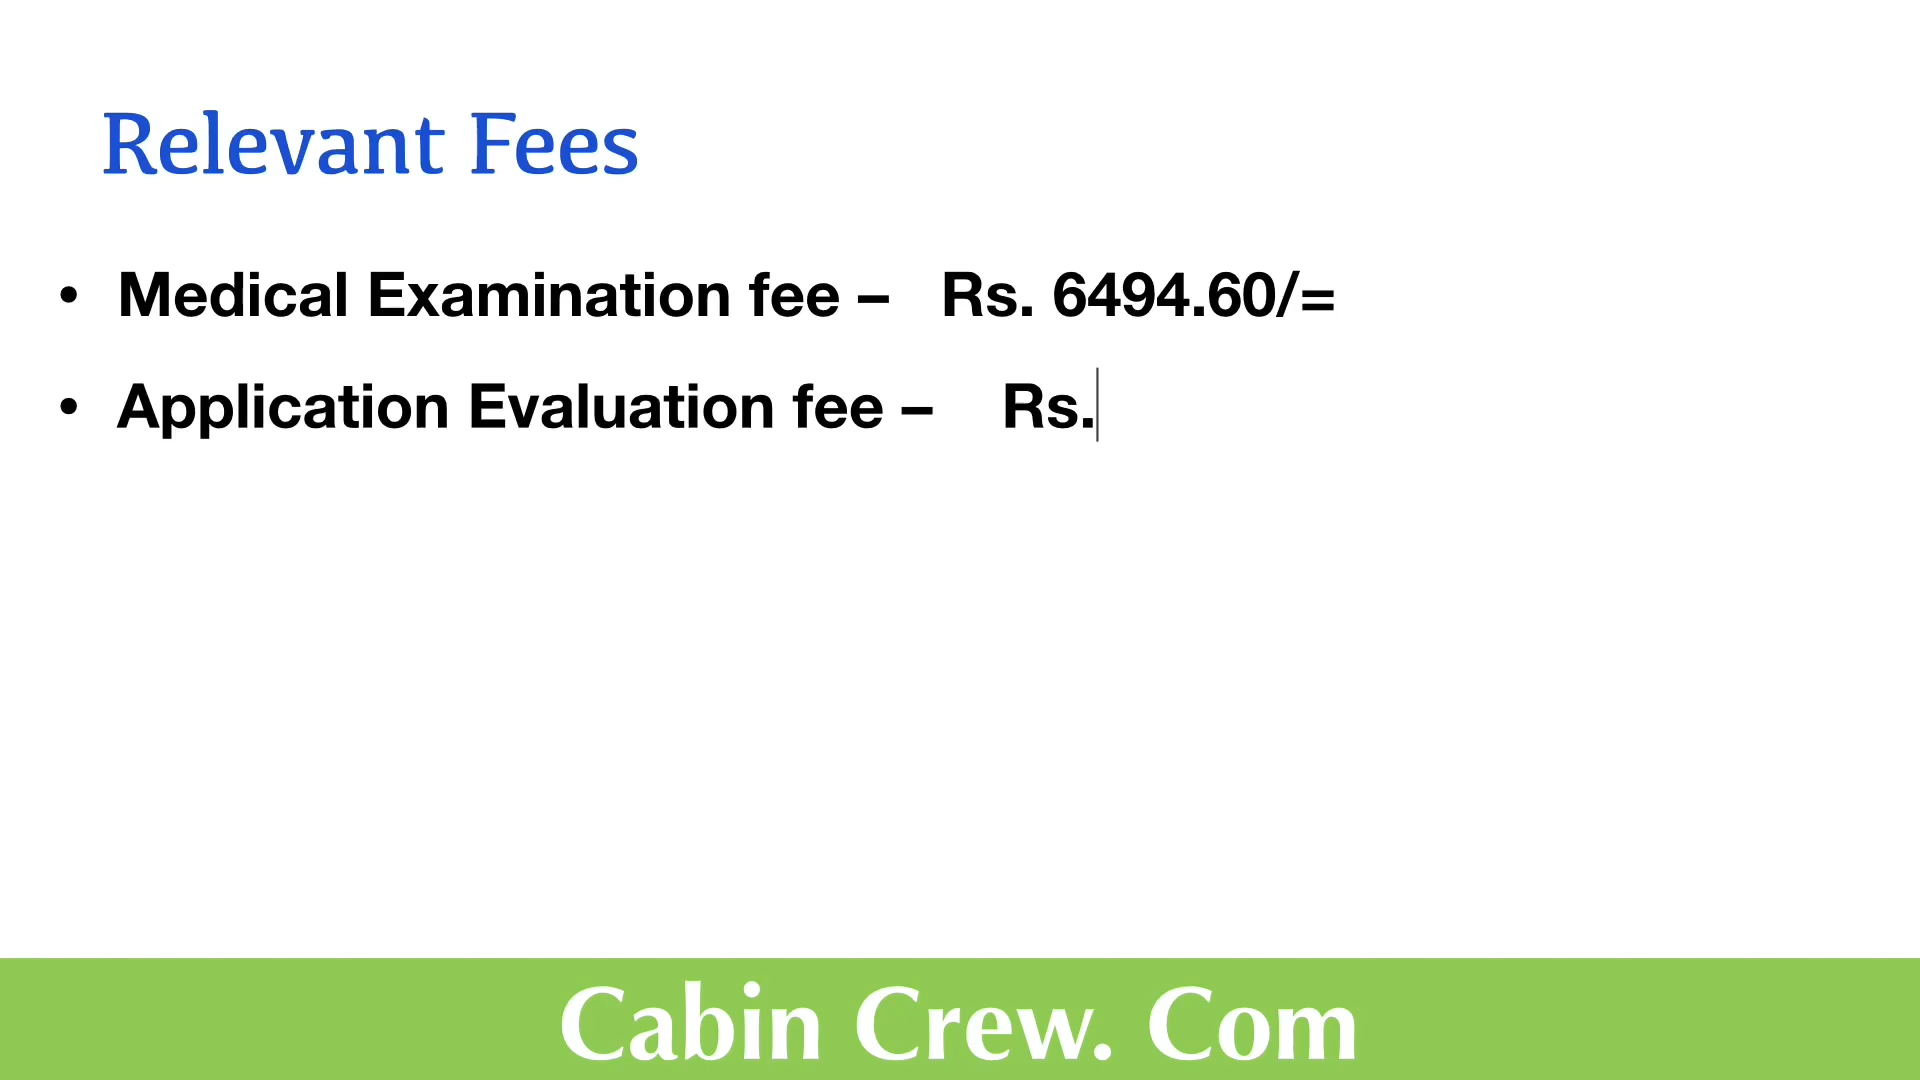 Relevant Fees
• Medical Examination fee – Rs. 6494.60/=
• Application Evaluation fee – Rs.
Cabin Crew. Com